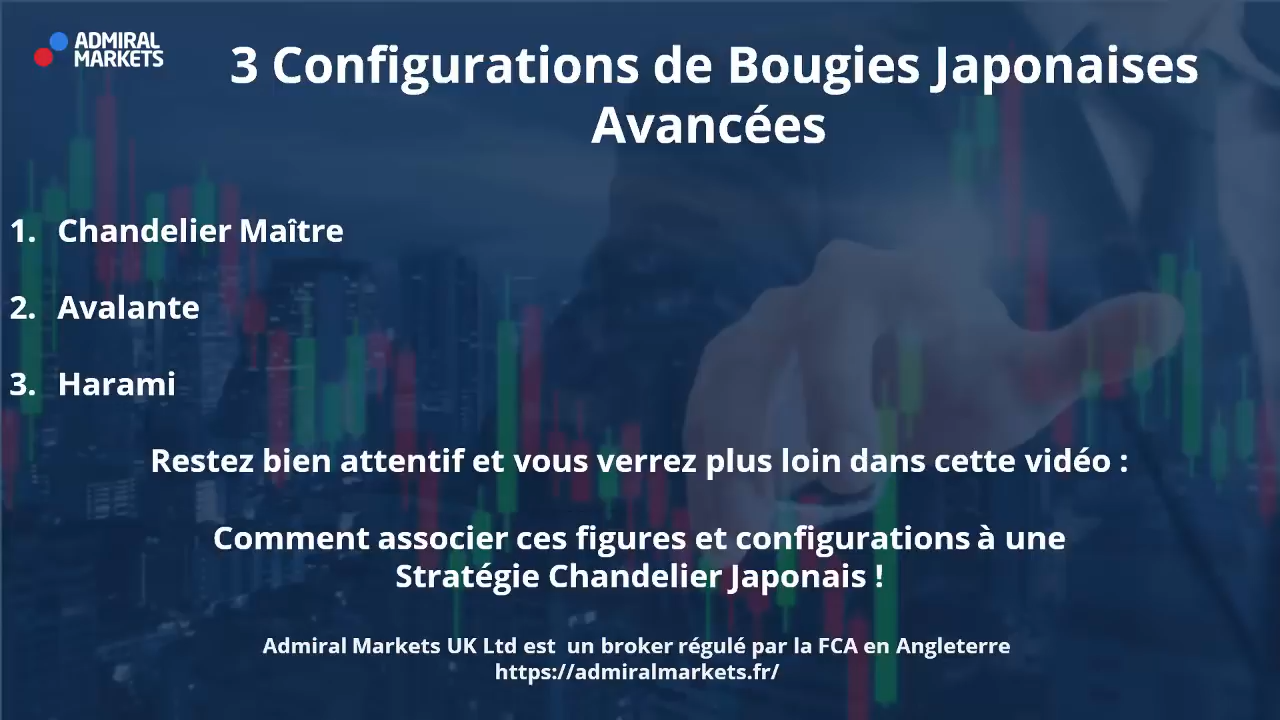 ADMIRAL
MARKETS
3 Configurations de Bougies Japonaises
Avancées
1. Chandelier Maître
2. Avalante
3. Harami
Restez bien attentif et vous verrez plus loin dans cette vidéo :
Comment associer ces figures et configurations à une
Stratégie Chandelier Japonais !
Admiral Markets UK Ltd est un broker régulé par la FCA en Angleterre
https://admiralmarkets.fr/